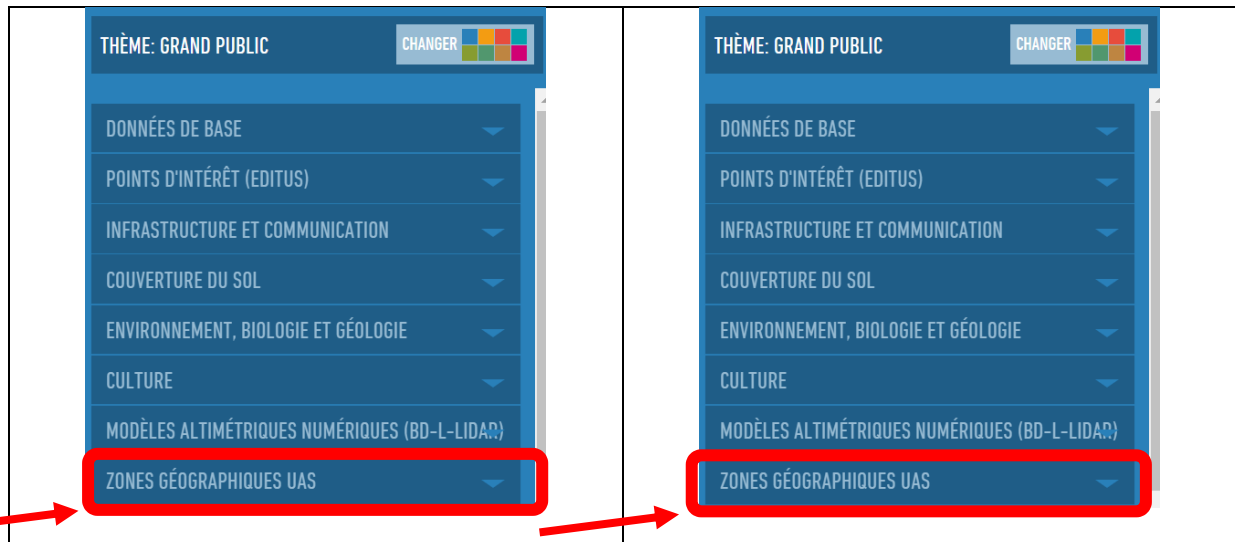 THÈME: GRAND PUBLIC
CHANGER
DONNÉES DE BASE
POINTS D'INTÉRÊT (EDITUS)
INFRASTRUCTURE ET COMMUNICATION
COUVERTURE DU SOL
ENVIRONNEMENT, BIOLOGIE ET GÉOLOGIE
CULTURE
MODÈLES ALTIMÉTRIQUES NUMÉRIQUES (BD-L-LIDAR)
ZONES GÉOGRAPHIQUES UAS
THÈME: GRAND PUBLIC
CHANGER
DONNÉES DE BASE
POINTS D'INTÉRÊT (EDITUS)
INFRASTRUCTURE ET COMMUNICATION
COUVERTURE DU SOL
ENVIRONNEMENT, BIOLOGIE ET GÉOLOGIE
CULTURE
MODÈLES ALTIMÉTRIQUES NUMÉRIQUES (BD-L-LIDAR)
ZONES GÉOGRAPHIQUES UAS